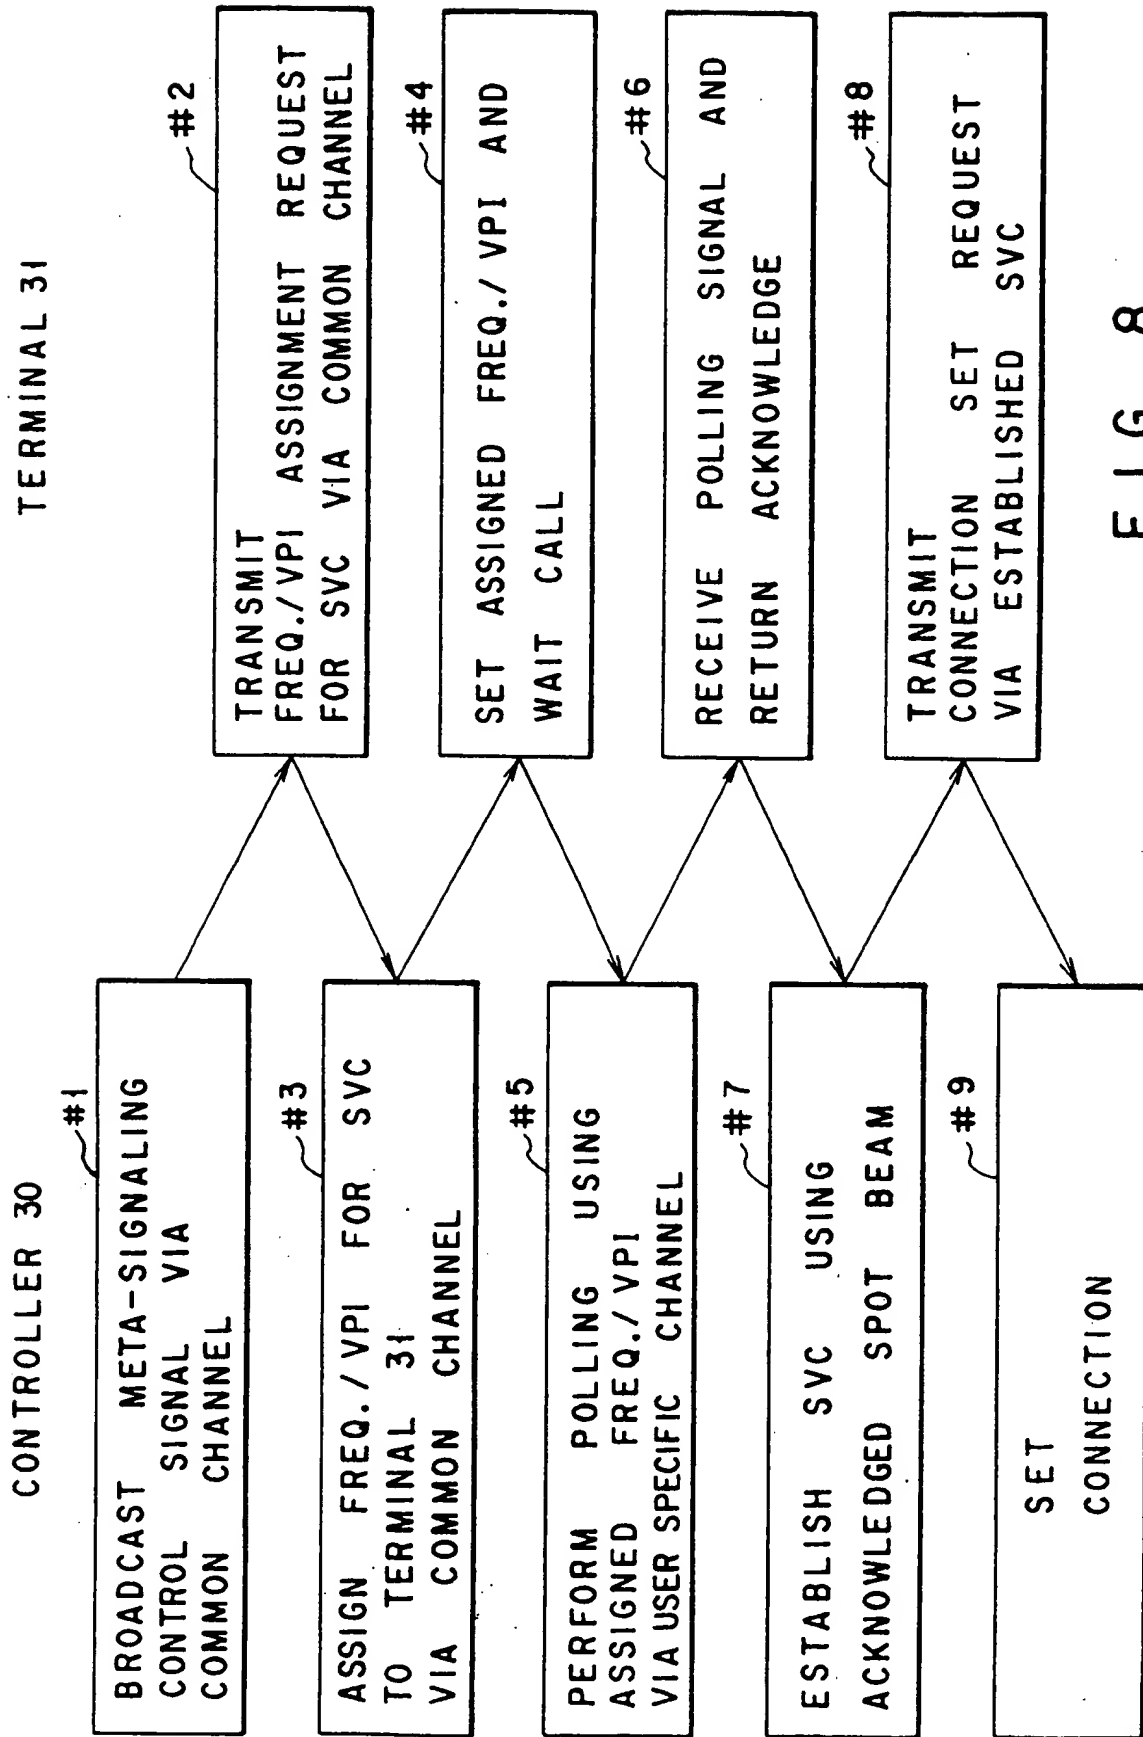 CONTROLLER 30
TERMINAL 31
#1
BROADCAST META-SIGNALING
CONTROL SIGNAL VIA
COMMON CHANNEL
#2
TRANSMIT
FREQ./VPI ASSIGNMENT REQUEST
FOR SVC VIA COMMON CHANNEL
#3
ASSIGN FREQ./VPI FOR SVC
TO TERMINAL 31
VIA COMMON CHANNEL
#4
SET ASSIGNED FREQ./VPI AND
WAIT CALL
#5
PERFORM POLLING USING
ASSIGNED FREQ./VPI
VIA USER SPECIFIC CHANNEL
#6
RECEIVE POLLING SIGNAL AND
RETURN ACKNOWLEDGE
#7
ESTABLISH SVC USING
ACKNOWLEDGED SPOT BEAM
#8
TRANSMIT
CONNECTION SET REQUEST
VIA ESTABLISHED SVC
#9
SET
CONNECTION
FIG 8